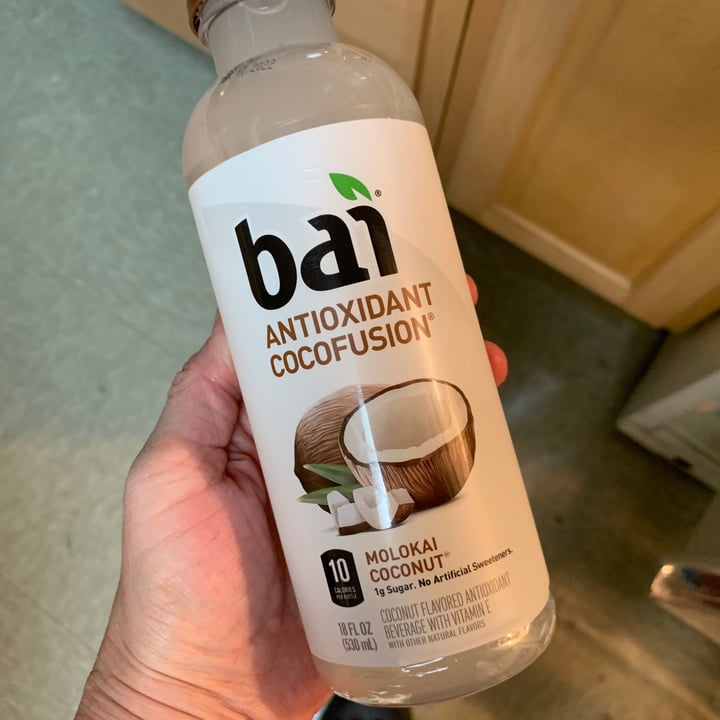 2022
bai®
ANTIOXIDANT
COCOFUSION®
10
CALORIES
PER BOTTLE
MOLOKAI
COCONUT®
1g Sugar. No Artificial Sweeteners.
18 FL OZ
(530 mL)
COCONUT FLAVORED ANTIOXIDANT
BEVERAGE WITH VITAMIN E
WITH OTHER NATURAL FLAVORS